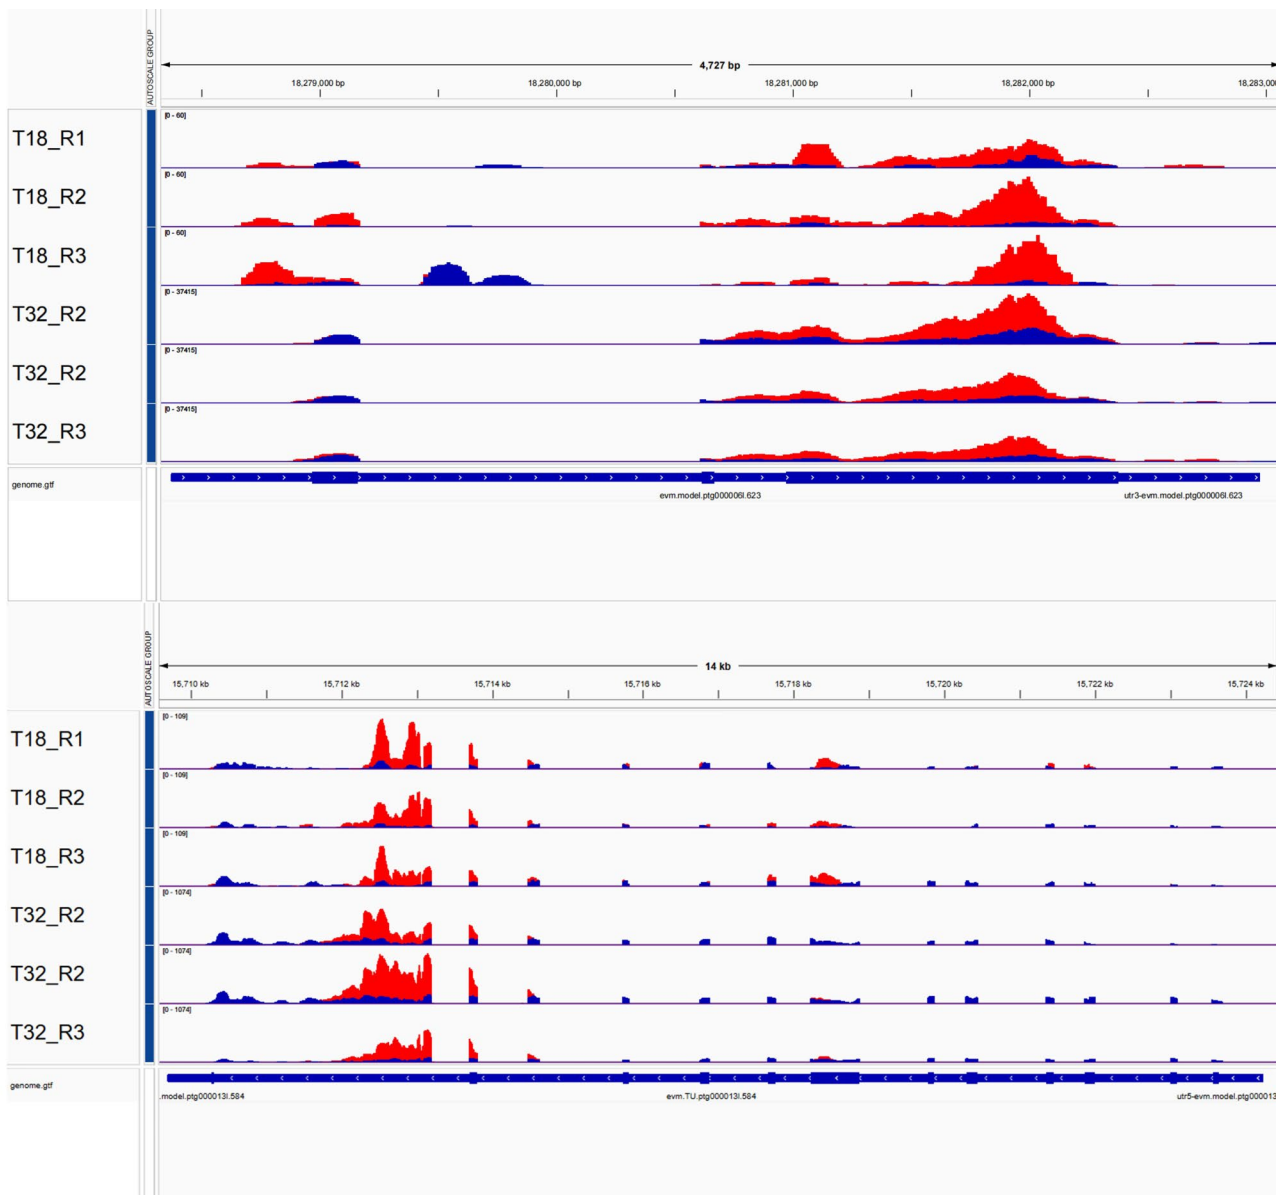 AUTOSCALE GROUP
4,727 bp
18,279,000 bp 18,280,000 bp 18,281,000 bp 18,282,000 bp 18,283,00
T18_R1 [0 - 60]
T18_R2 [0 - 60]
T18_R3 [0 - 60]
T32_R2 [0 - 37415]
T32_R2 [0 - 37415]
T32_R3 [0 - 37415]
genome.gtf
evm.model.ptg000006l.623 utr3-evm.model.ptg000006l.623
AUTOSCALE GROUP
14 kb
15,710 kb 15,712 kb 15,714 kb 15,716 kb 15,718 kb 15,720 kb 15,722 kb 15,724 kb
T18_R1 [0 - 109]
T18_R2 [0 - 109]
T18_R3 [0 - 109]
T32_R2 [0 - 1074]
T32_R2 [0 - 1074]
T32_R3 [0 - 1074]
genome.gtf
.model.ptg000013l.584 evm.TU.ptg000013l.584 utr5-evm.model.ptg000013